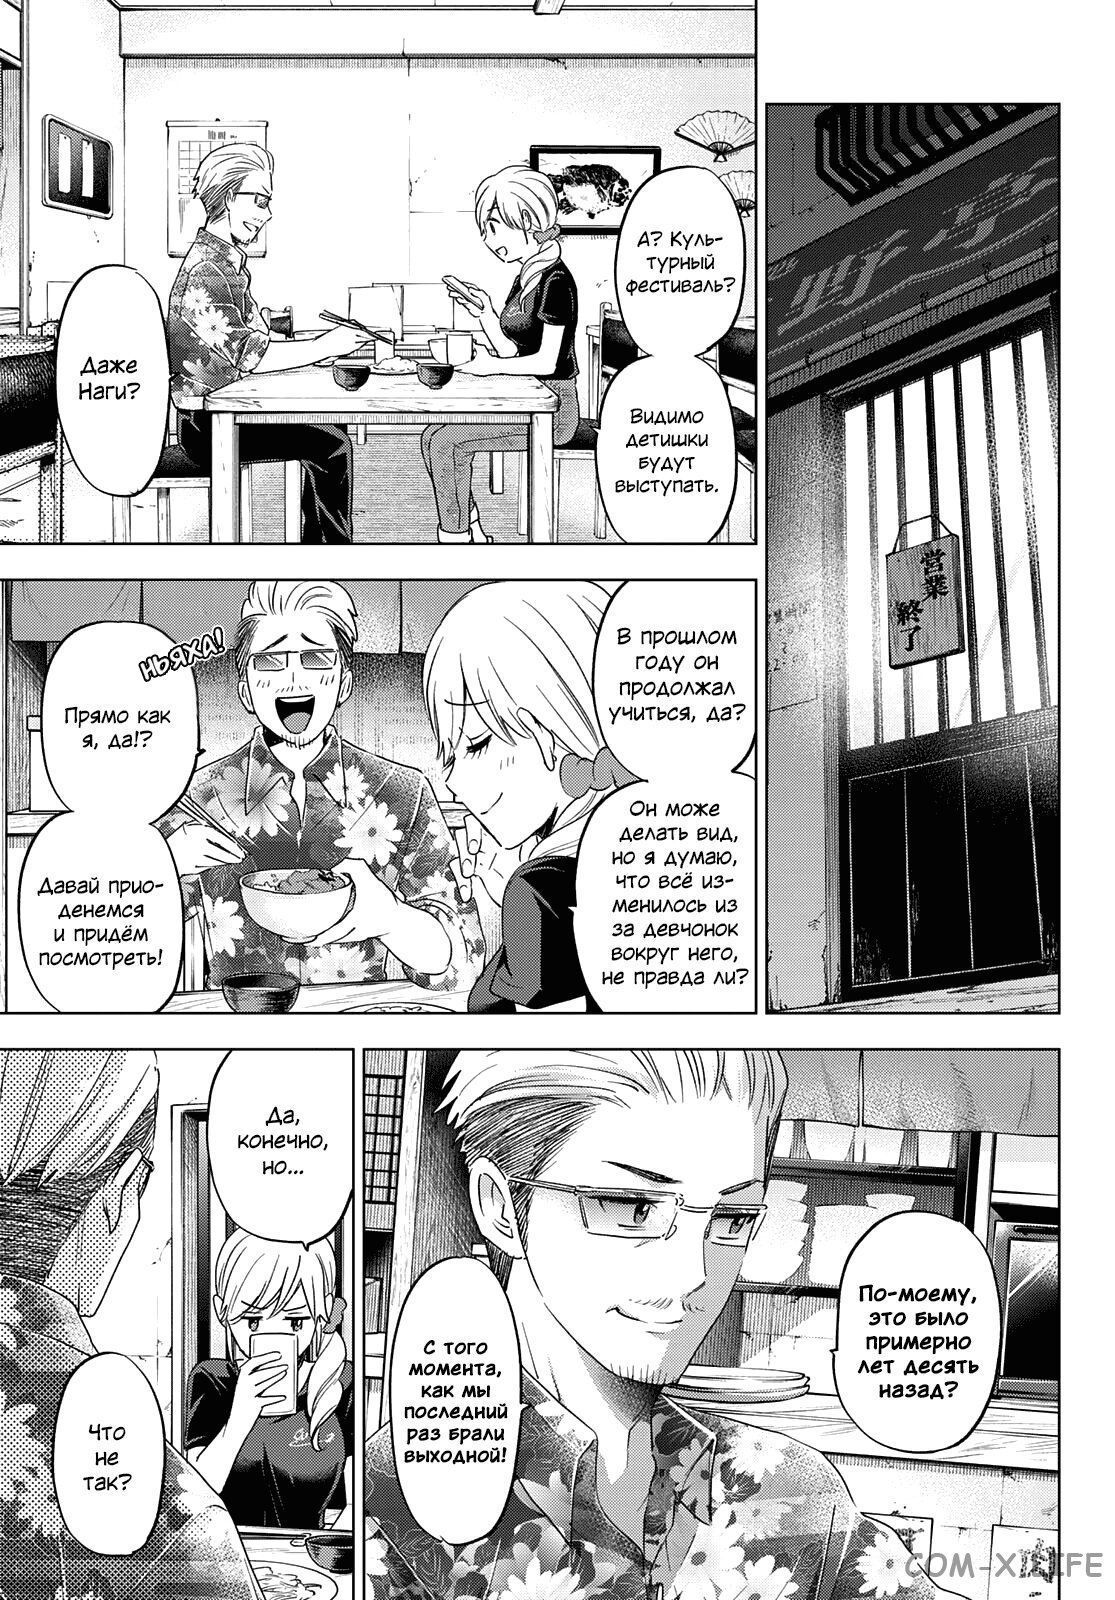 営業
終了
А? Куль-
турный
фестиваль?
Видимо
детишки
будут
выступать.
Даже
Наги?
В прошлом
году он
продолжал
учиться, да?
Он може
делать вид,
но я думаю,
что всё из-
менилось из
за девчонок
вокруг него,
не правда ли?
Ньяха!
Прямо как
я, да!?
Давай прио-
денемся
и придём
посмотреть!
По-моему,
это было
примерно
лет десять
назад?
С того
момента,
как мы
последний
раз брали
выходной!
Да,
конечно,
но...
Что
не
так?
COM-X.LIFE